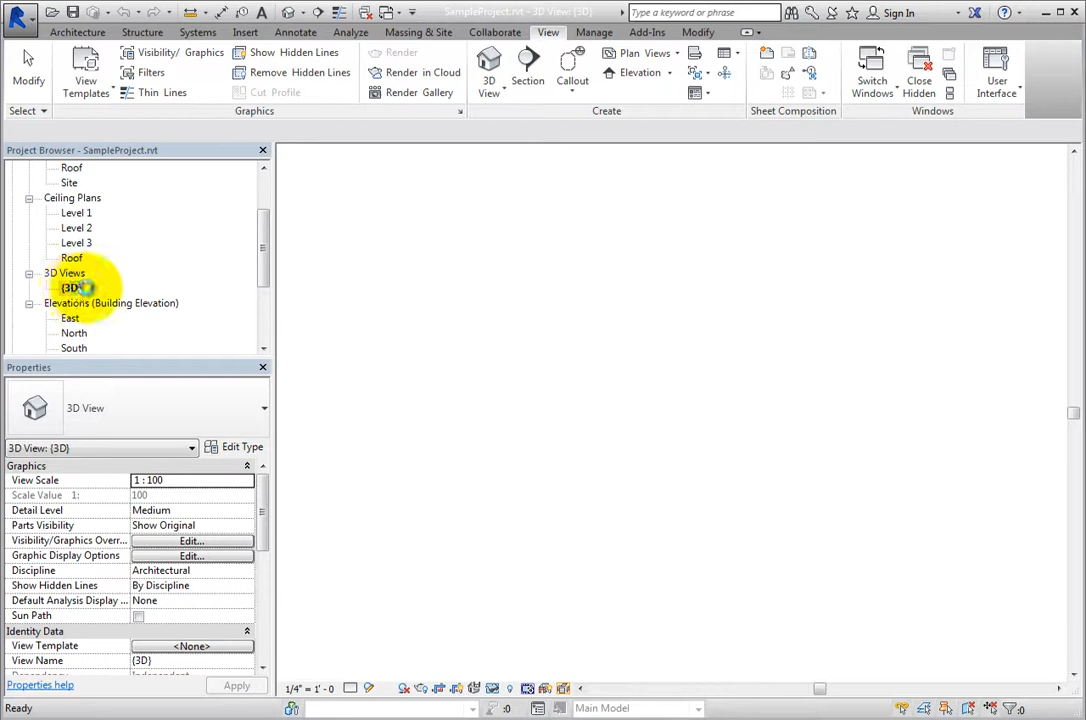 SampleProject.rvt - 3D View: {3D}
Type a keyword or phrase
Sign In
Architecture Structure Systems Insert Annotate Analyze Massing & Site Collaborate View Manage Add-Ins Modify
Modify
View Templates
Visibility/ Graphics
Filters
Thin Lines
Show Hidden Lines
Remove Hidden Lines
Cut Profile
Render
Render in Cloud
Render Gallery
3D View
Section
Callout
Plan Views
Elevation
Switch Windows
Close Hidden
User Interface
Select Graphics Create Sheet Composition Windows
Project Browser - SampleProject.rvt
Roof
Site
Ceiling Plans
Level 1
Level 2
Level 3
Roof
3D Views
{3D
Elevations (Building Elevation)
East
North
South
Properties
3D View
3D View: {3D} Edit Type
Graphics
View Scale 1 : 100
Scale Value 1: 100
Detail Level Medium
Parts Visibility Show Original
Visibility/Graphics Overr... Edit...
Graphic Display Options Edit...
Discipline Architectural
Show Hidden Lines By Discipline
Default Analysis Display ... None
Sun Path
Identity Data
View Template <None>
View Name {3D}
Dependency Independent
Properties help Apply
1/4" = 1'- 0"
Ready :0 Main Model :0